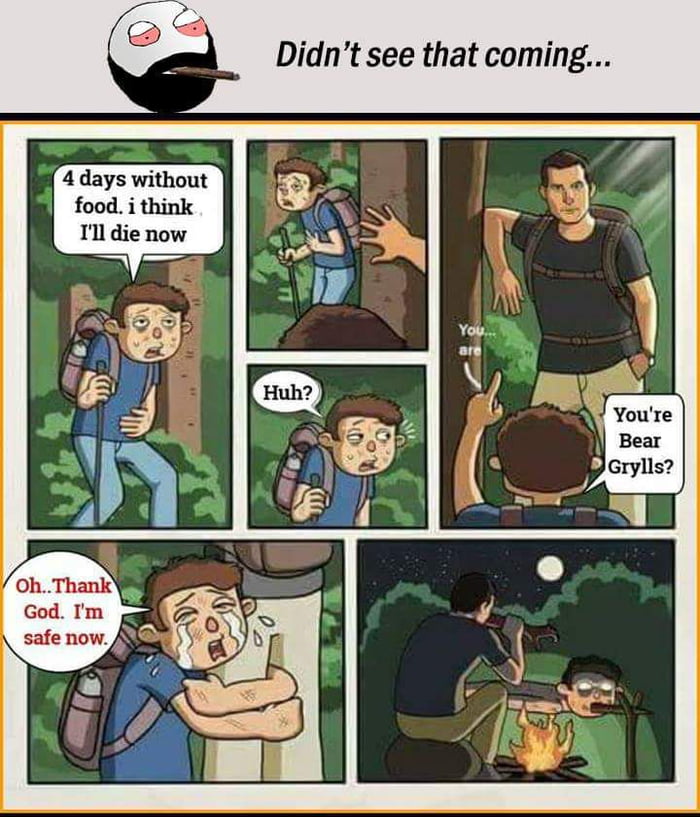 Didn't see that coming...
4 days without
food. i think
I'll die now
Huh?
You...
are
You're
Bear
Grylls?
Oh..Thank
God. I'm
safe now.